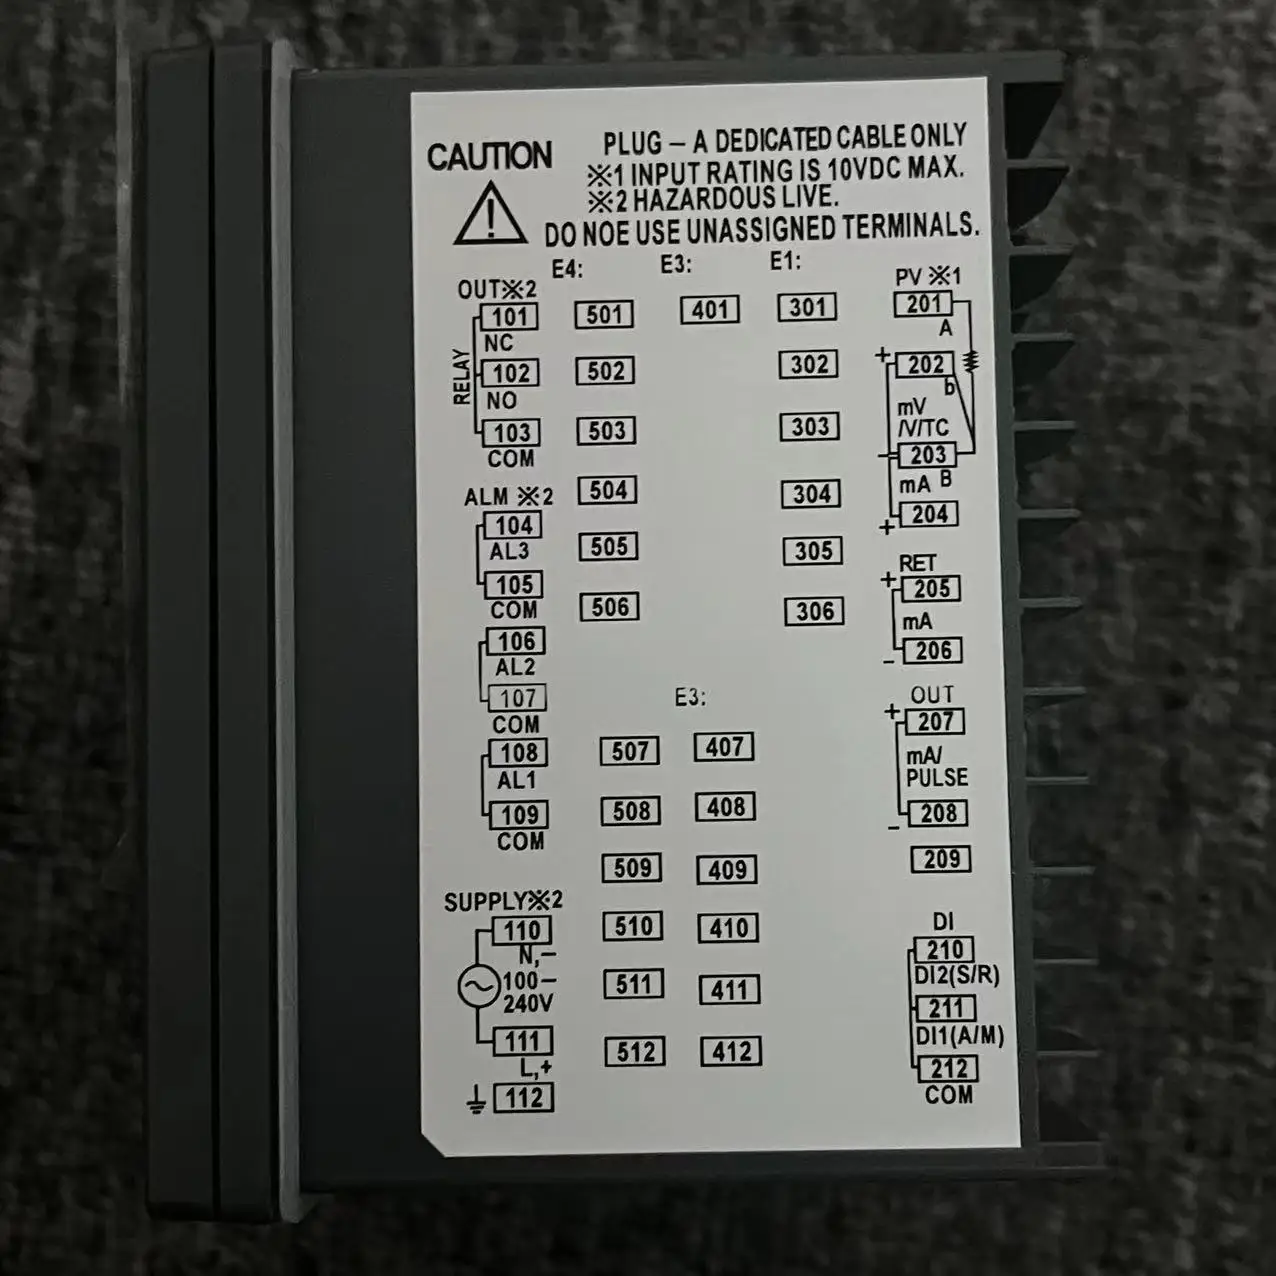 CAUTION
PLUG – A DEDICATED CABLE ONLY
※1 INPUT RATING IS 10VDC MAX.
※2 HAZARDOUS LIVE.
DO NOE USE UNASSIGNED TERMINALS.
OUT※2
RELAY
101
NC
102
NO
103
COM
ALM ※2
104
AL3
105
COM
106
AL2
107
COM
108
AL1
109
COM
SUPPLY※2
110
N,–
100–
240V
111
L,+
112
E4:
501
502
503
504
505
506
507
508
509
510
511
512
E3:
401
E3:
407
408
409
410
411
412
E1:
301
302
303
304
305
306
PV ※1
201
A
+
202
b
mV
/V/TC
–
203
mA B
+
204
RET
+
205
mA
–
206
OUT
+
207
mA/
PULSE
–
208
209
DI
210
DI2(S/R)
211
DI1(A/M)
212
COM